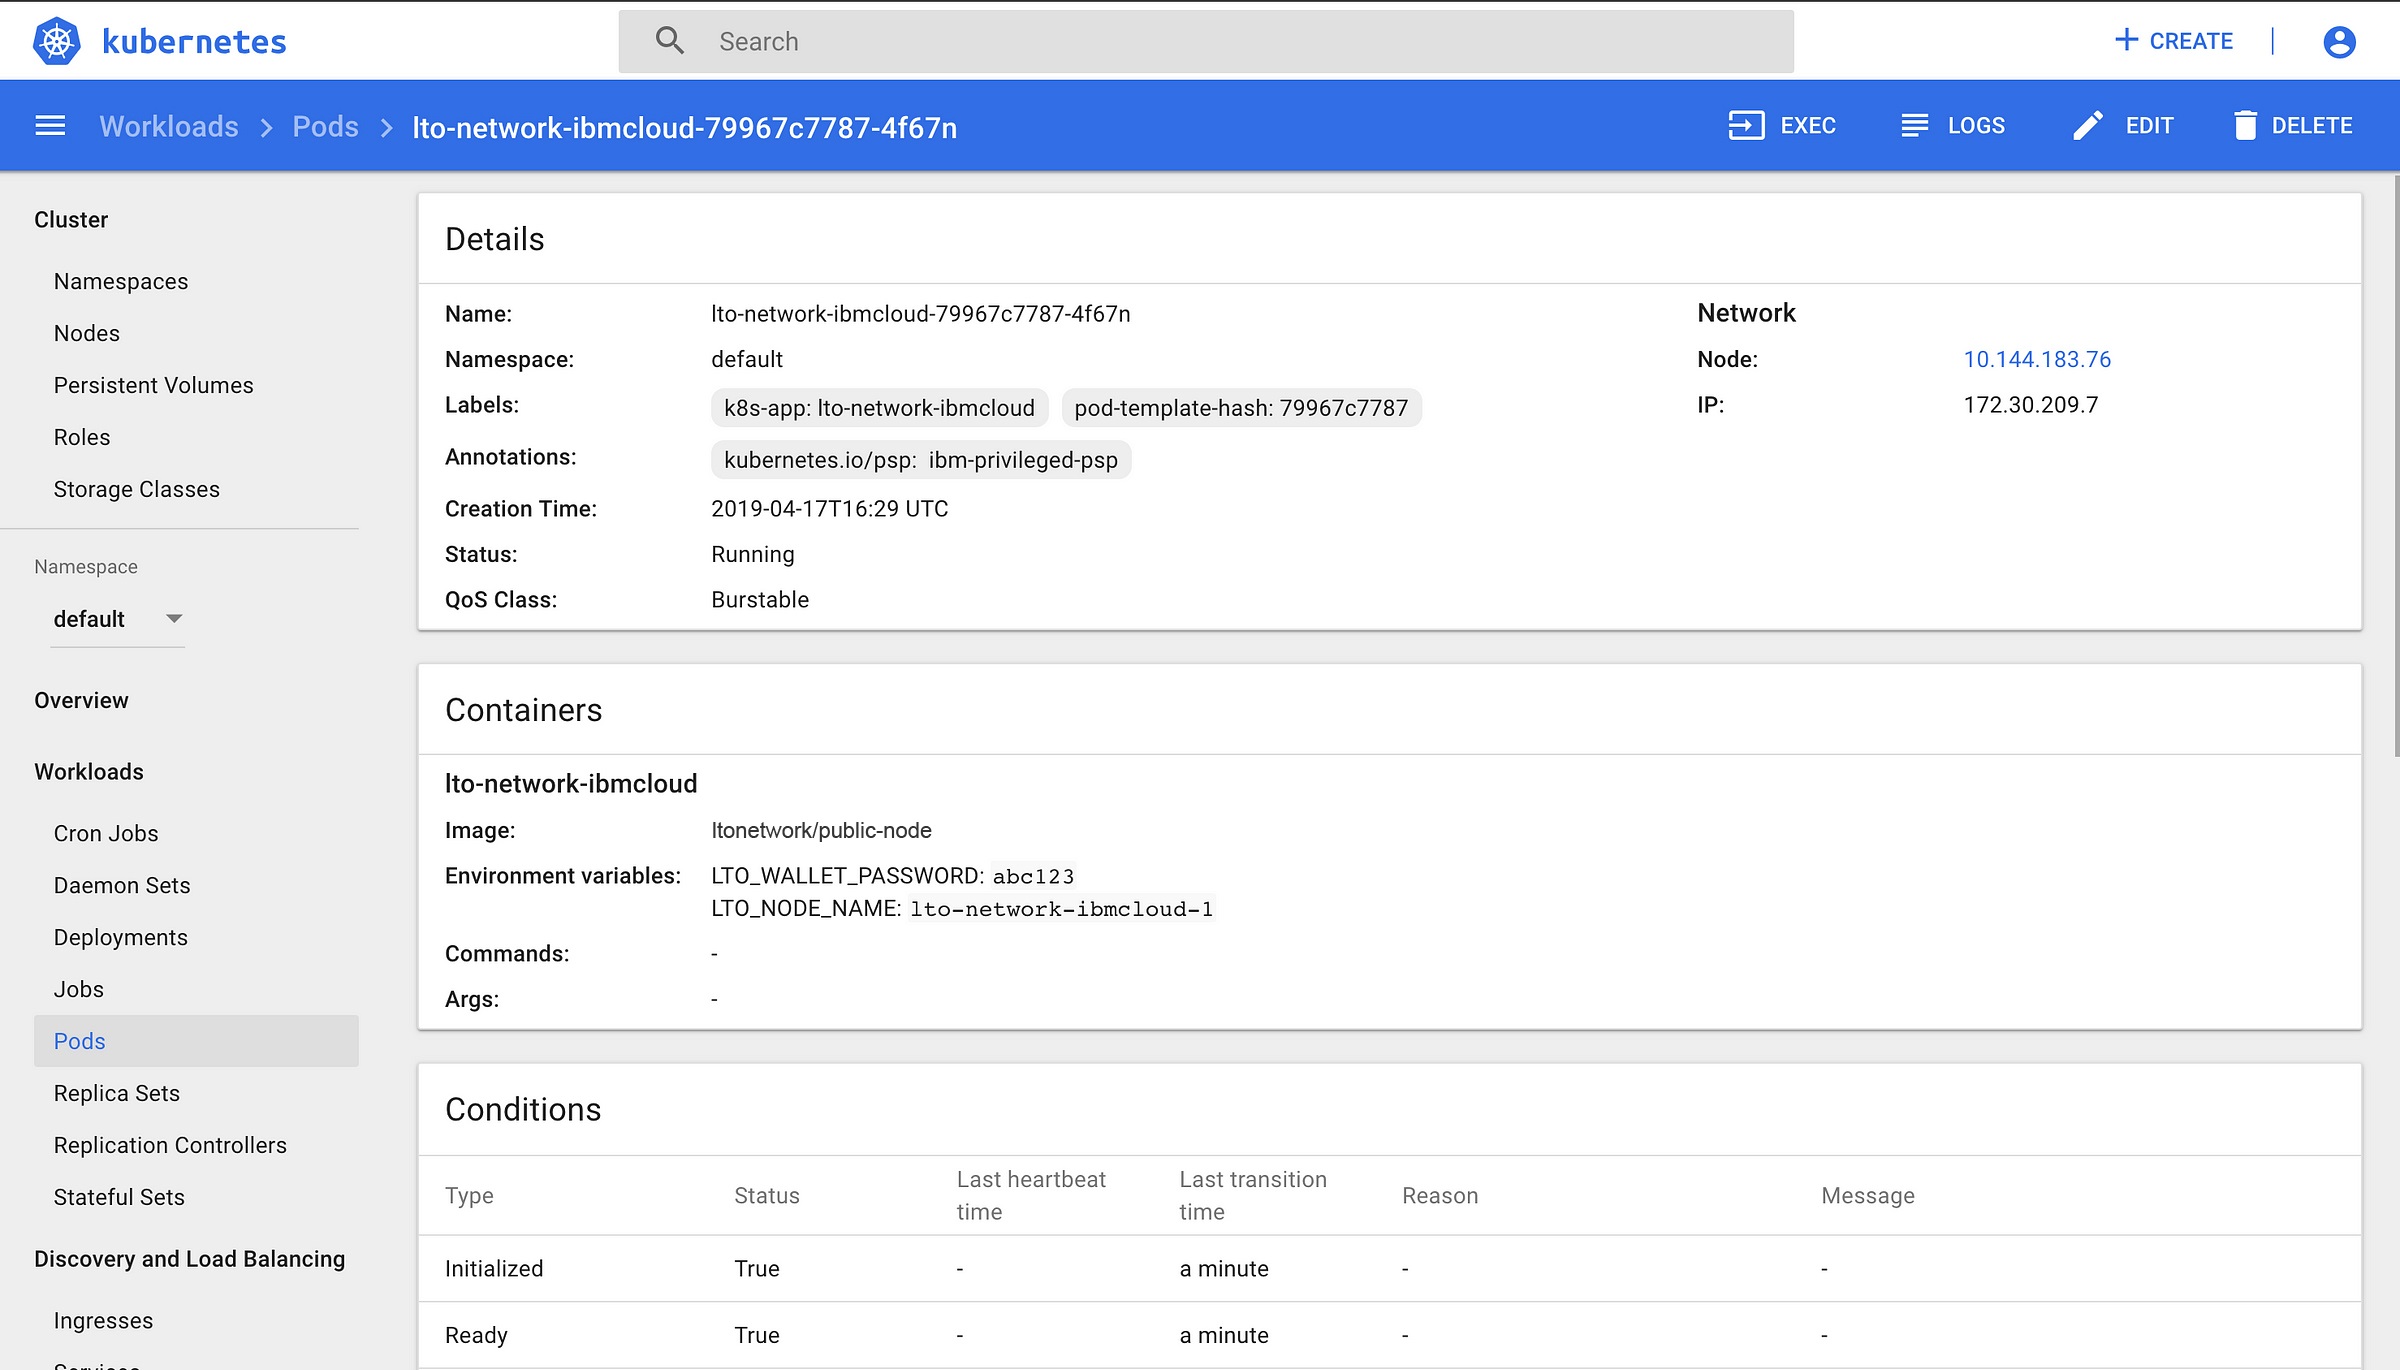 kubernetes
Search
CREATE
Workloads > Pods > lto-network-ibmcloud-79967c7787-4f67n
EXEC
LOGS
EDIT
DELETE
Cluster
Namespaces
Nodes
Persistent Volumes
Roles
Storage Classes
Namespace
default
Overview
Workloads
Cron Jobs
Daemon Sets
Deployments
Jobs
Pods
Replica Sets
Replication Controllers
Stateful Sets
Discovery and Load Balancing
Ingresses
Services
Details
Name: lto-network-ibmcloud-79967c7787-4f67n
Namespace: default
Labels: k8s-app: lto-network-ibmcloud pod-template-hash: 79967c7787
Annotations: kubernetes.io/psp: ibm-privileged-psp
Creation Time: 2019-04-17T16:29 UTC
Status: Running
QoS Class: Burstable
Network
Node: 10.144.183.76
IP: 172.30.209.7
Containers
lto-network-ibmcloud
Image: ltonetwork/public-node
Environment variables: LTO_WALLET_PASSWORD: abc123
LTO_NODE_NAME: lto-network-ibmcloud-1
Commands: -
Args: -
Conditions
Type Status Last heartbeat time Last transition time Reason Message
Initialized True - a minute - -
Ready True - a minute - -